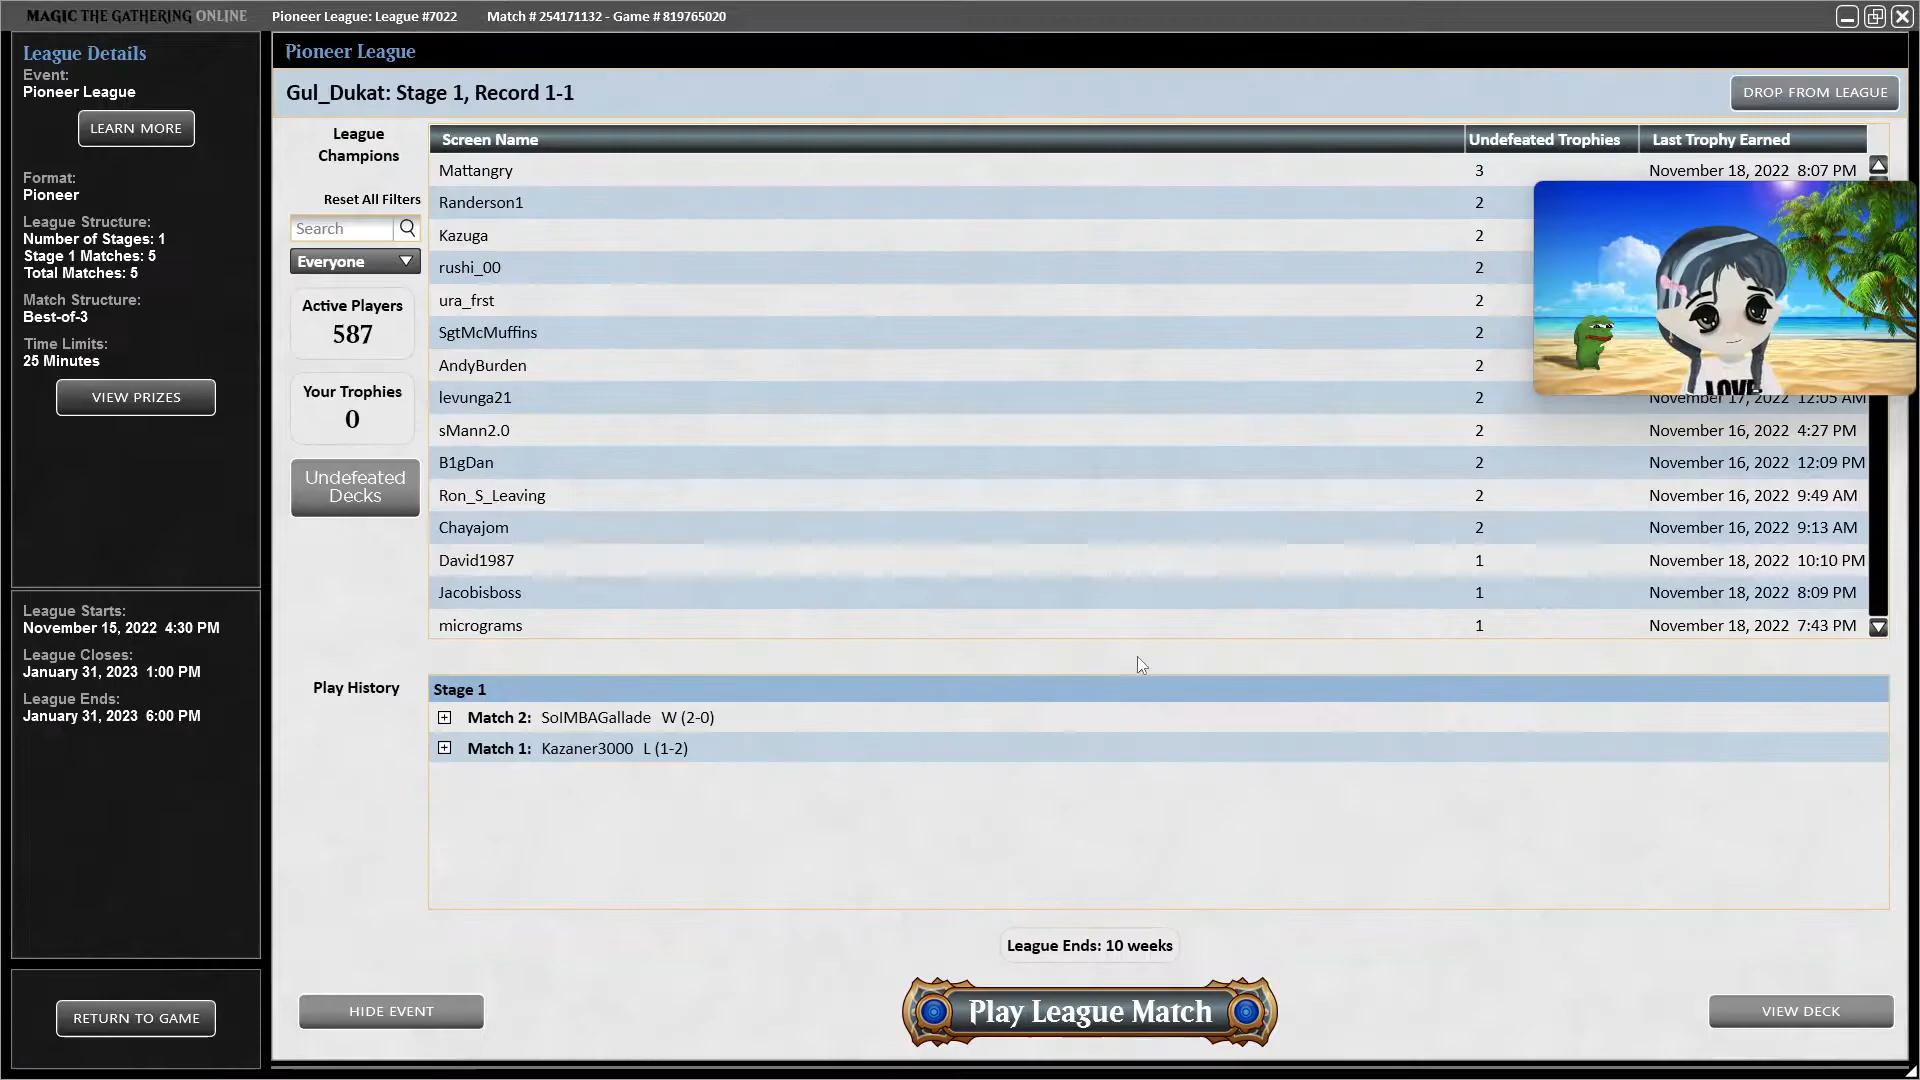 MAGIC THE GATHERING ONLINE
Pioneer League: League #7022 Match # 254171132 - Game # 819765020
League Details
Event:
Pioneer League
LEARN MORE
Format:
Pioneer
League Structure:
Number of Stages: 1
Stage 1 Matches: 5
Total Matches: 5
Match Structure:
Best-of-3
Time Limits:
25 Minutes
VIEW PRIZES
League Starts:
November 15, 2022 4:30 PM
League Closes:
January 31, 2023 1:00 PM
League Ends:
January 31, 2023 6:00 PM
RETURN TO GAME
Pioneer League
Gul_Dukat: Stage 1, Record 1-1
DROP FROM LEAGUE
League
Champions
Reset All Filters
Search
Everyone
Active Players
587
Your Trophies
0
Undefeated
Decks
Screen Name Undefeated Trophies Last Trophy Earned
Mattangry 3 November 18, 2022 8:07 PM
Randerson1 2
Kazuga 2
rushi_00 2
ura_frst 2
SgtMcMuffins 2
AndyBurden 2
levunga21 2 November 17, 2022 12:05 AM
sMann2.0 2 November 16, 2022 4:27 PM
B1gDan 2 November 16, 2022 12:09 PM
Ron_S_Leaving 2 November 16, 2022 9:49 AM
Chayajom 2 November 16, 2022 9:13 AM
David1987 1 November 18, 2022 10:10 PM
Jacobisboss 1 November 18, 2022 8:09 PM
micrograms 1 November 18, 2022 7:43 PM
LOVE
Play History
Stage 1
Match 2: SoIMBAGallade W (2-0)
Match 1: Kazaner3000 L (1-2)
League Ends: 10 weeks
HIDE EVENT
Play League Match
VIEW DECK